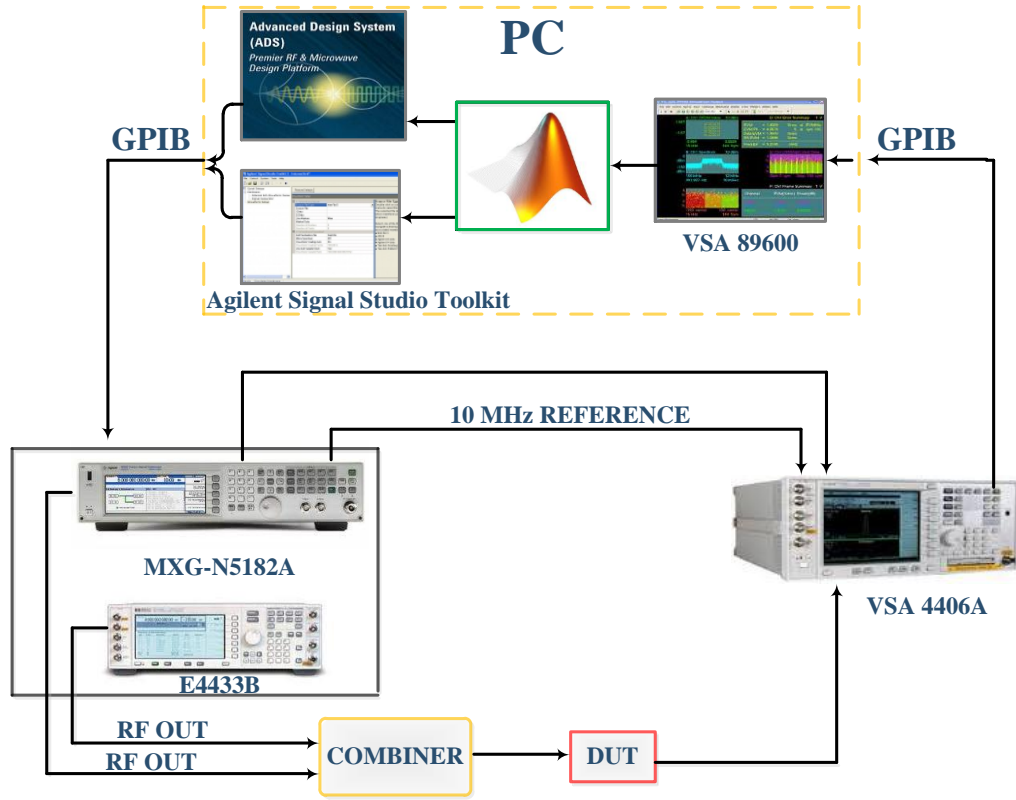 Advanced Design System
(ADS)
Premier RF & Microwave
Design Platform
PC
GPIB
GPIB
VSA 89600
Agilent Signal Studio Toolkit
10 MHz REFERENCE
MXG-N5182A
VSA 4406A
E4433B
RF OUT
RF OUT
COMBINER
DUT